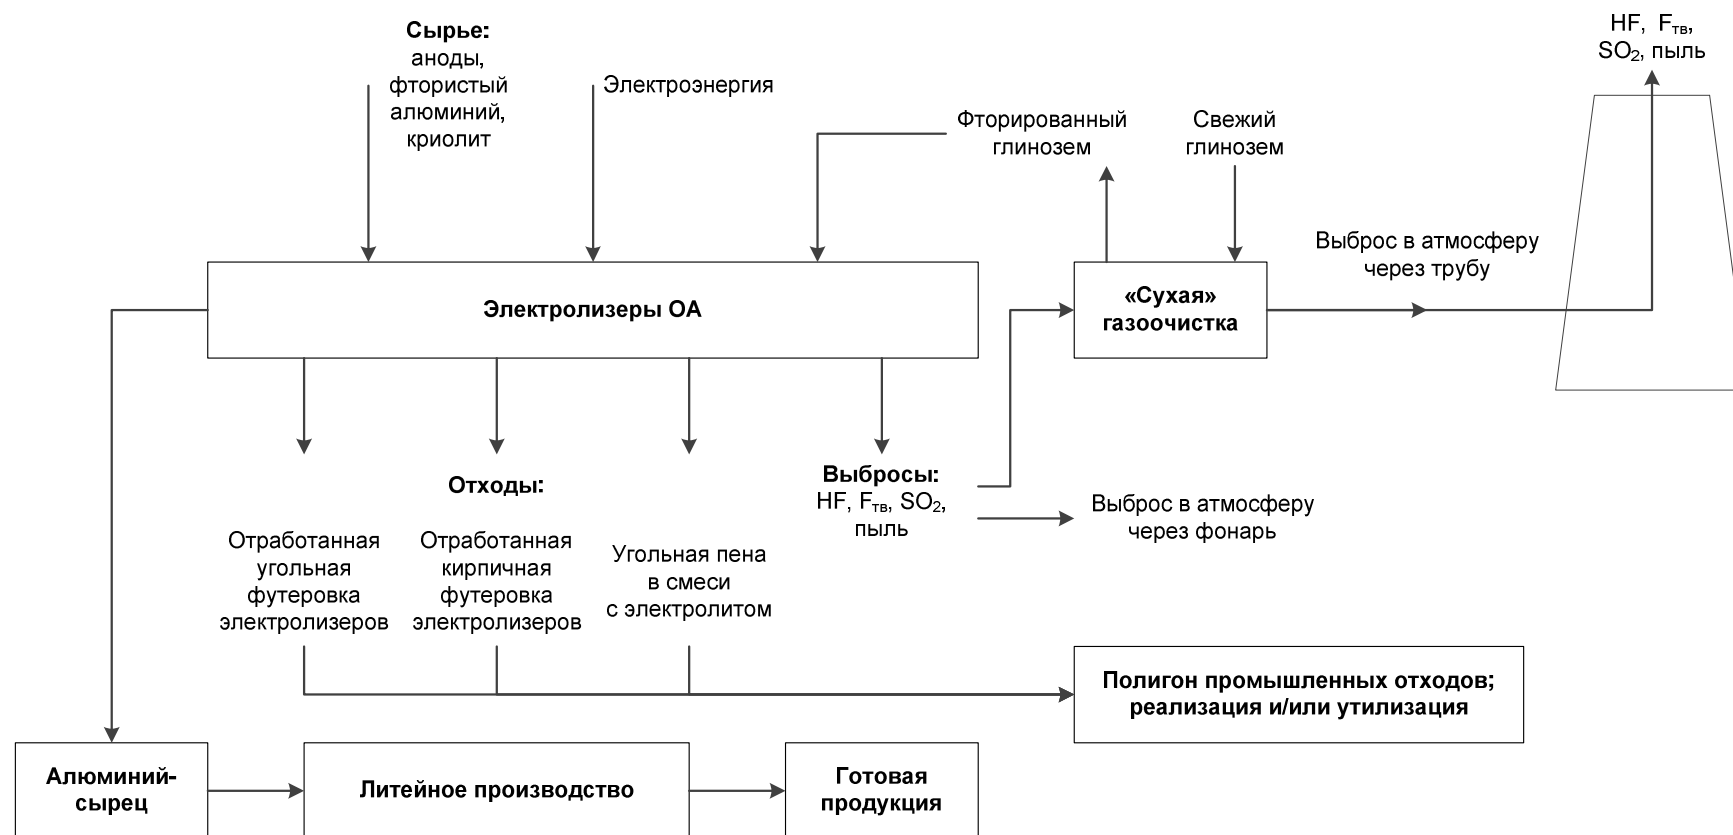 Сырье:
аноды,
фтористый
алюминий,
криолит
Электроэнергия
Фторированный
глинозем
Свежий
глинозем
HF, Fтв,
SO₂, пыль
Выброс в атмосферу
через трубу
Электролизеры ОА
«Сухая»
газоочистка
Отходы:
Выбросы:
HF, Fтв, SO₂,
пыль
Выброс в атмосферу
через фонарь
Отработанная
угольная
футеровка
электролизеров
Отработанная
кирпичная
футеровка
электролизеров
Угольная пена
в смеси
с электролитом
Полигон промышленных отходов;
реализация и/или утилизация
Алюминий-
сырец
Литейное производство
Готовая
продукция